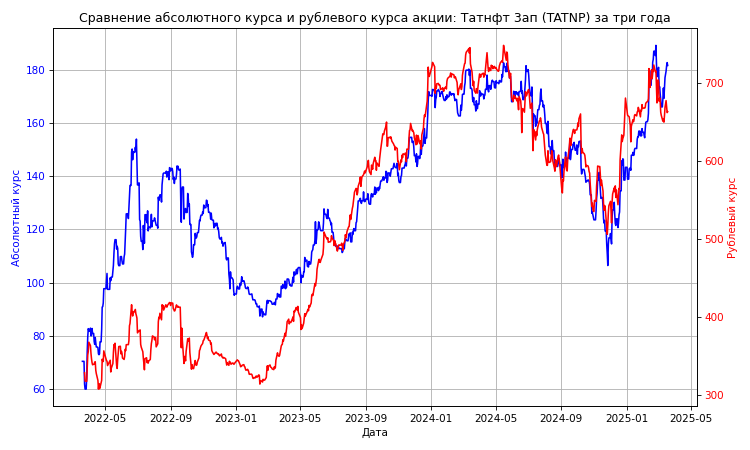 Сравнение абсолютного курса и рублевого курса акции: Татнфт 3ап (TATNP) за три года
Абсолютный курс
180
160
140
120
100
80
60
700
600
500
400
300
Рублевый курс
2022-05 2022-09 2023-01 2023-05 2023-09 2024-01 2024-05 2024-09 2025-01 2025-05
Дата